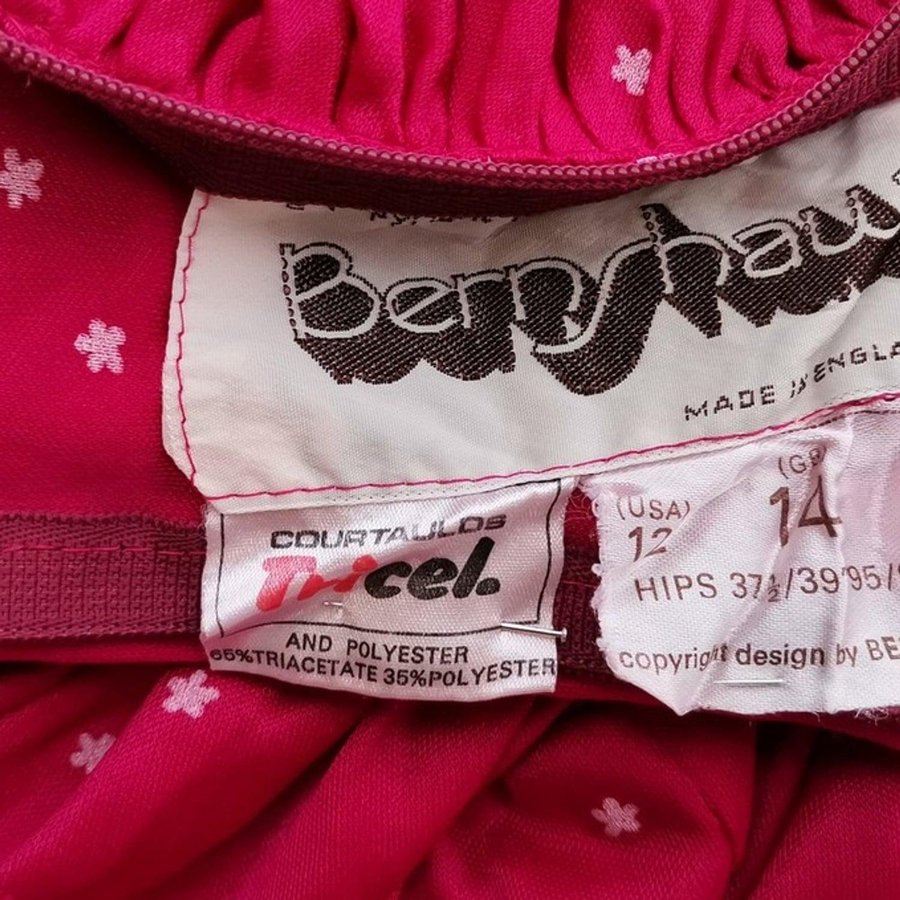 Bernshaw
MADE IN ENGLA
COURTAULDS
Tricel.
AND POLYESTER
65%TRIACETATE 35%POLYESTER
(USA) (GB)
12 14
HIPS 37½/39"95/
copyright design by BE